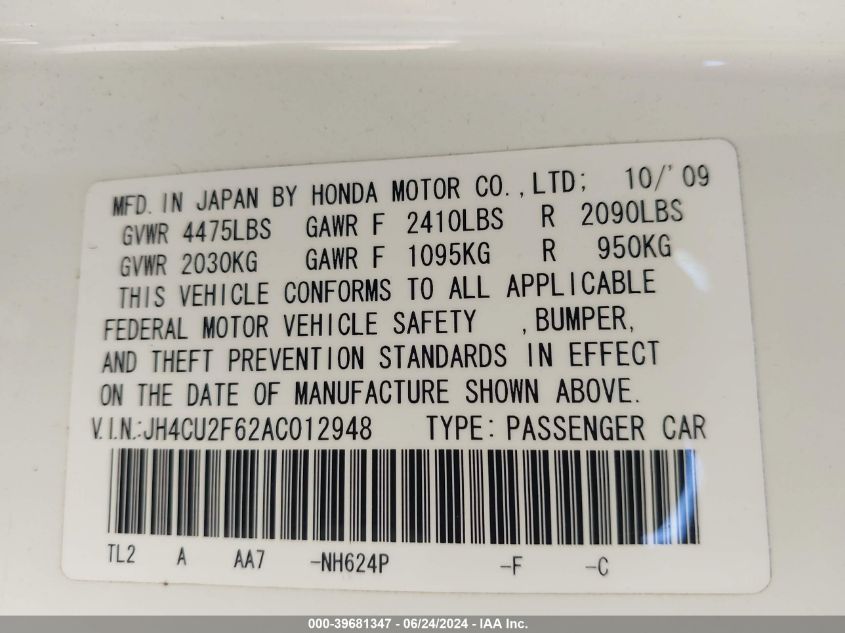 MFD. IN JAPAN BY HONDA MOTOR CO., LTD; 10/'09
GVWR 4475LBS GAWR F 2410LBS R 2090LBS
GVWR 2030KG GAWR F 1095KG R 950KG
THIS VEHICLE CONFORMS TO ALL APPLICABLE
FEDERAL MOTOR VEHICLE SAFETY , BUMPER,
AND THEFT PREVENTION STANDARDS IN EFFECT
ON THE DATE OF MANUFACTURE SHOWN ABOVE.
V.I.N.:JH4CU2F62AC012948 TYPE: PASSENGER CAR
TL2 A AA7 -NH624P -F -C
000-39681347 / 06/24/2024 - IAA Inc.